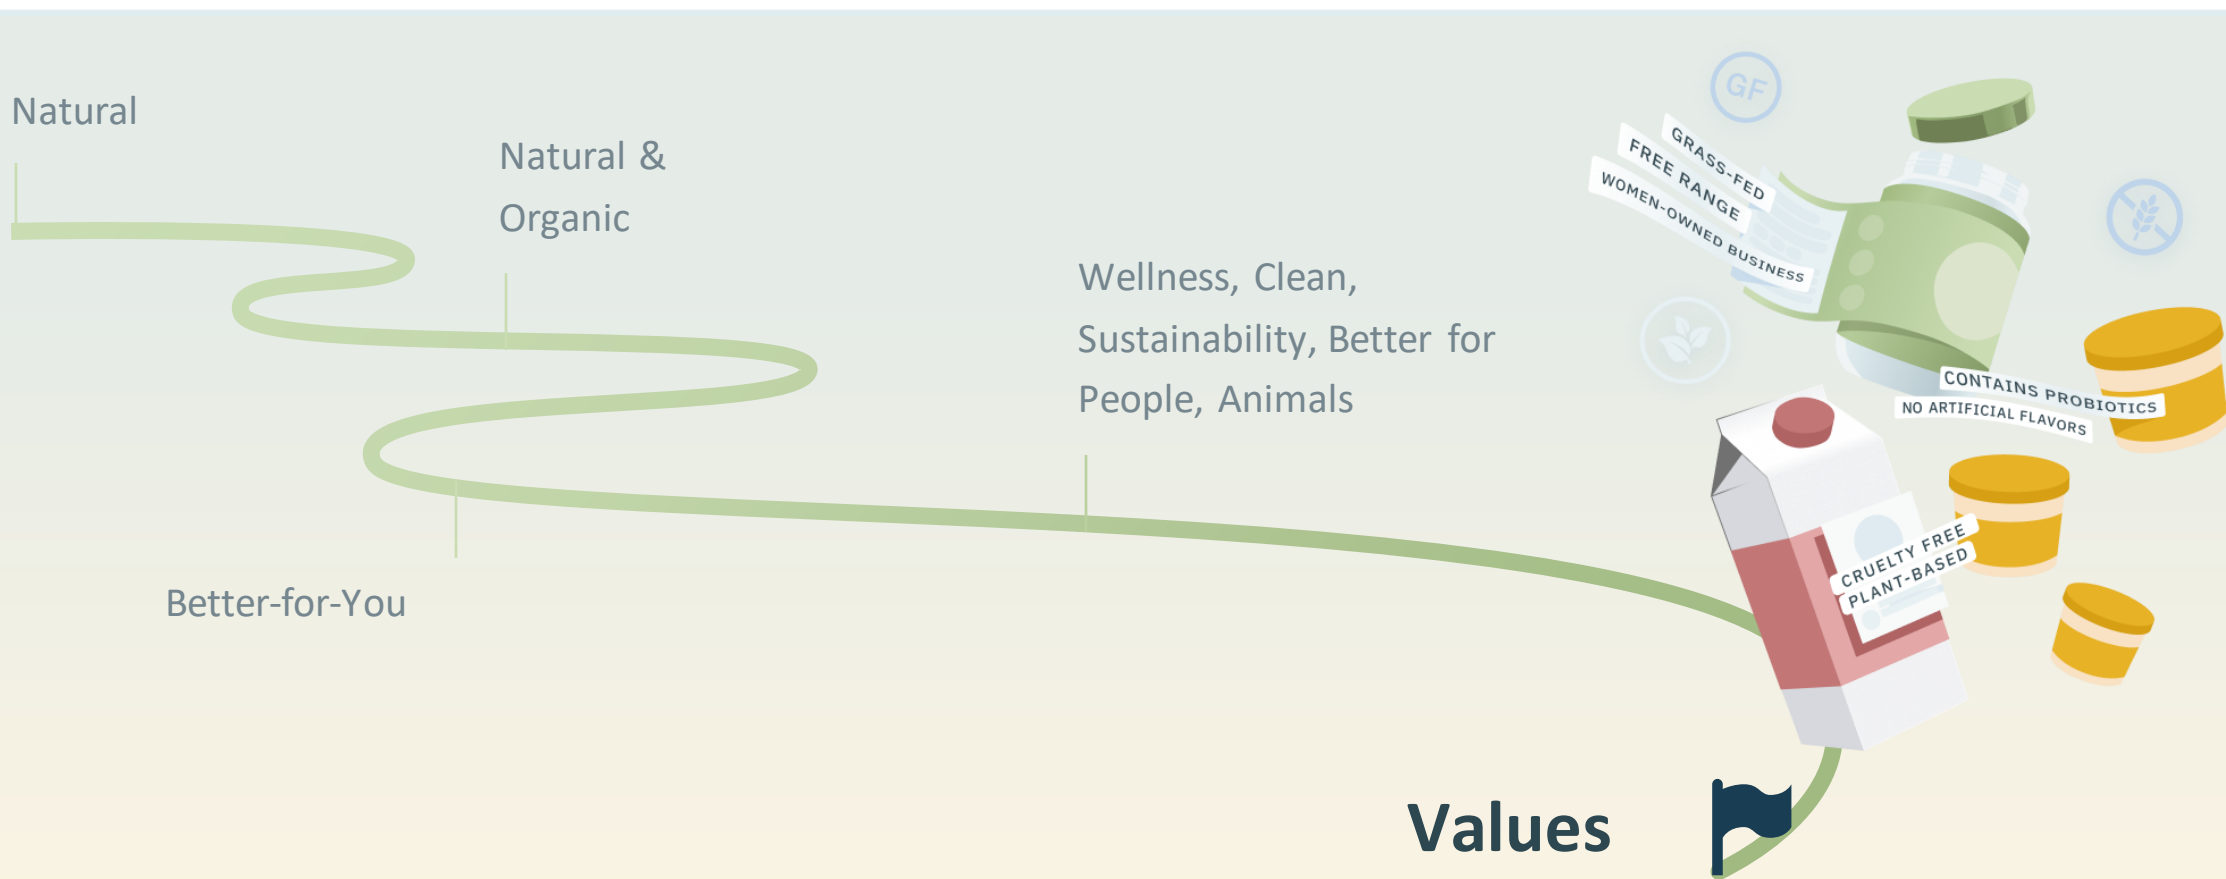 Natural
Natural &
Organic
Better-for-You
Wellness, Clean,
Sustainability, Better for
People, Animals
Values
GF
GRASS-FED
FREE RANGE
WOMEN-OWNED BUSINESS
CONTAINS PROBIOTICS
NO ARTIFICIAL FLAVORS
CRUELTY FREE
PLANT-BASED